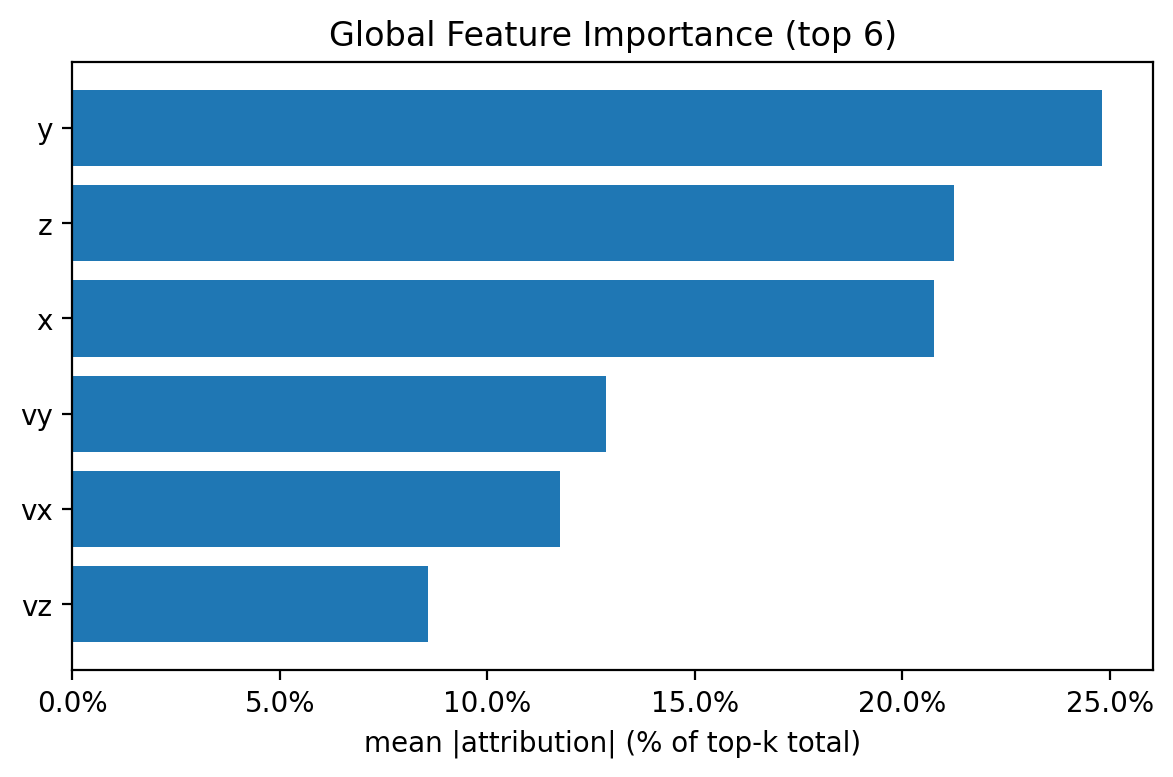 Global Feature Importance (top 6)
y
z
x
vy
vx
vz
0.0% 5.0% 10.0% 15.0% 20.0% 25.0%
mean |attribution| (% of top-k total)